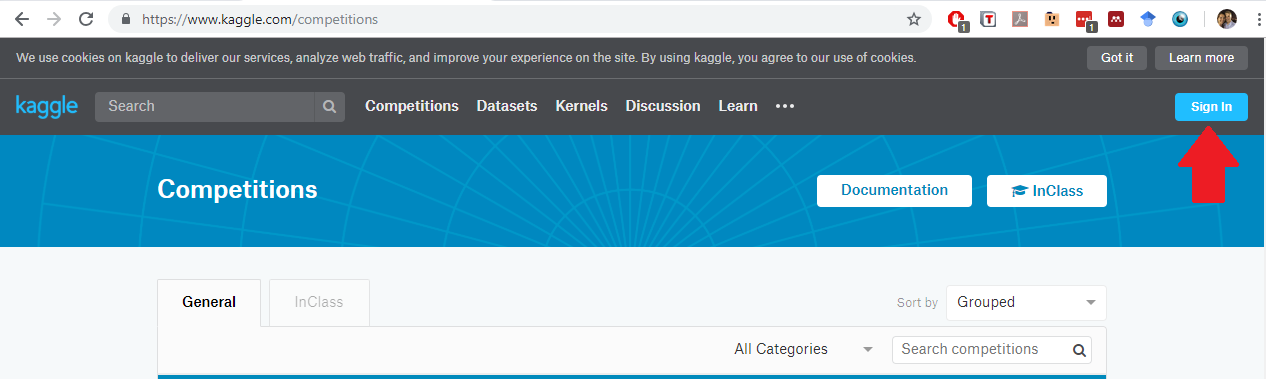 https://www.kaggle.com/competitions
1
1
We use cookies on kaggle to deliver our services, analyze web traffic, and improve your experience on the site. By using kaggle, you agree to our use of cookies.
Got it
Learn more
kaggle
Search
Competitions
Datasets
Kernels
Discussion
Learn
Sign In
Competitions
Documentation
InClass
General
InClass
Sort by
Grouped
All Categories
Search competitions